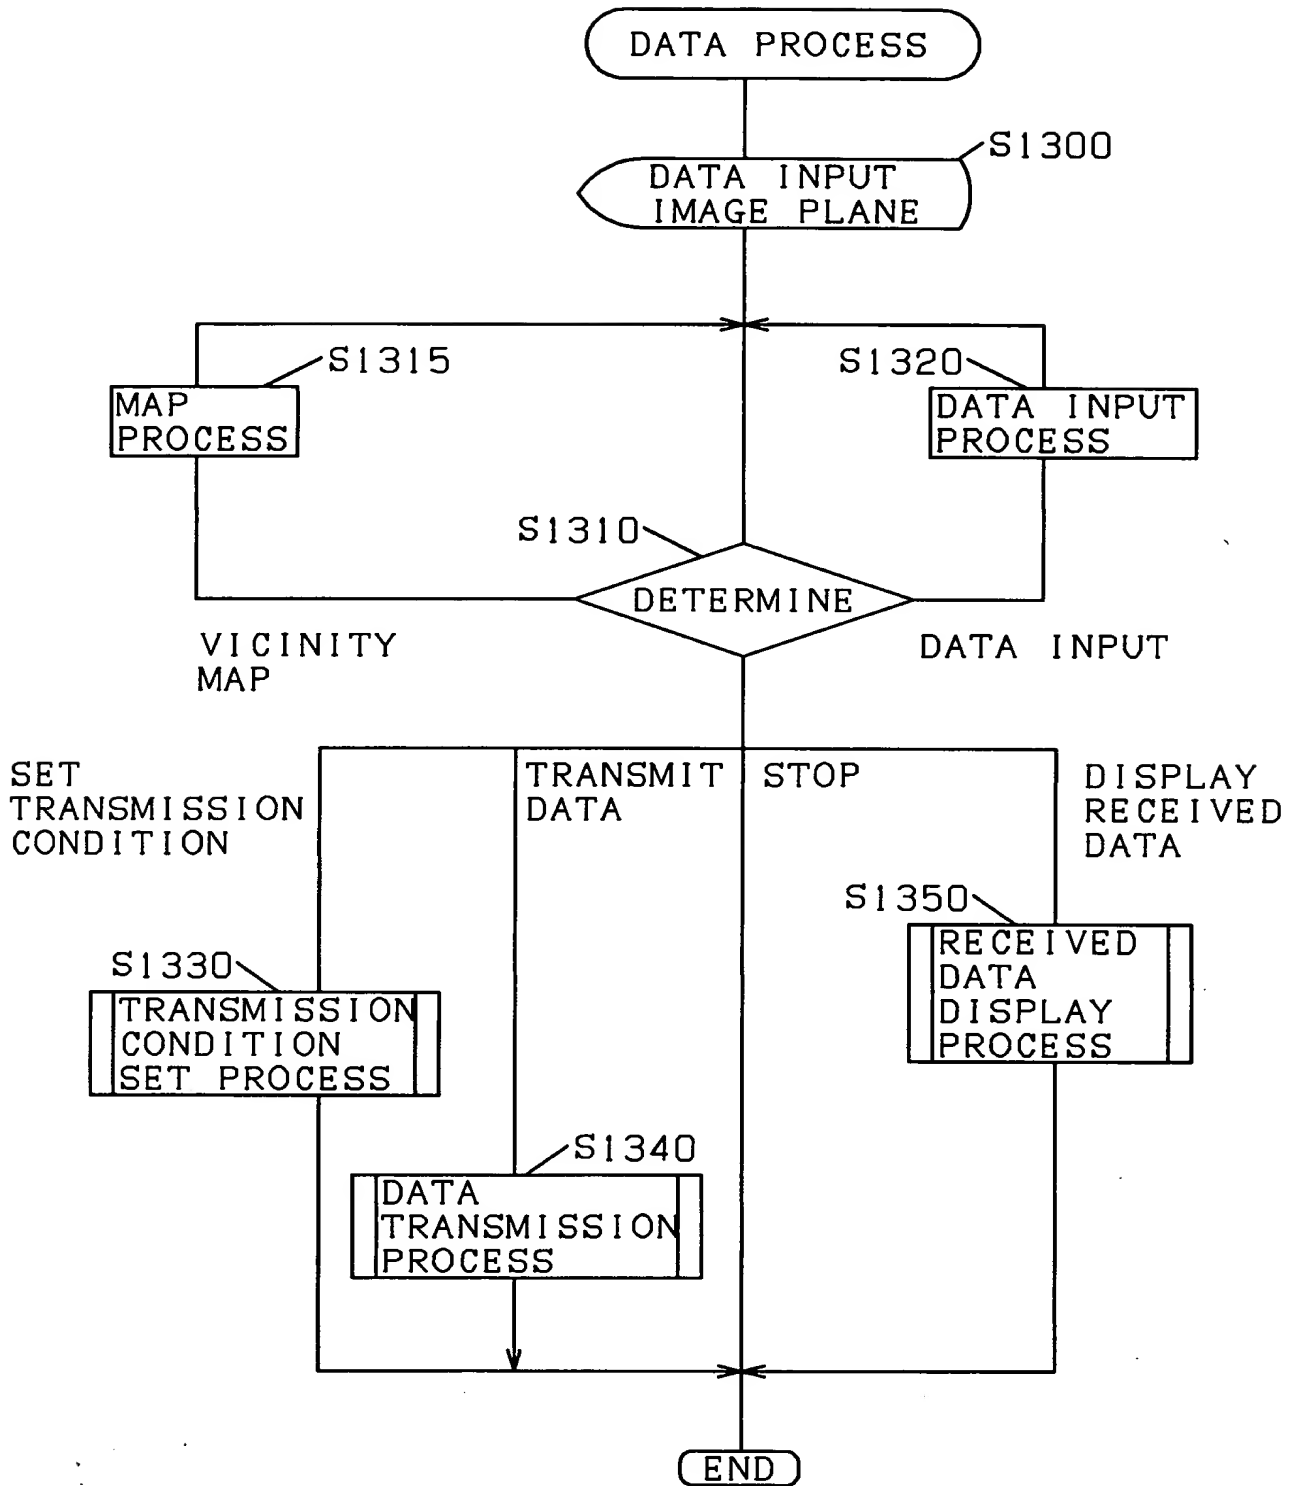 DATA PROCESS
S1300
DATA INPUT
IMAGE PLANE
S1315
S1320
MAP
PROCESS
DATA INPUT
PROCESS
S1310
DETERMINE
VICINITY
MAP
DATA INPUT
SET
TRANSMISSION
CONDITION
TRANSMIT
DATA
STOP
DISPLAY
RECEIVED
DATA
S1350
RECEIVED
DATA
DISPLAY
PROCESS
S1330
TRANSMISSION
CONDITION
SET PROCESS
S1340
DATA
TRANSMISSION
PROCESS
END